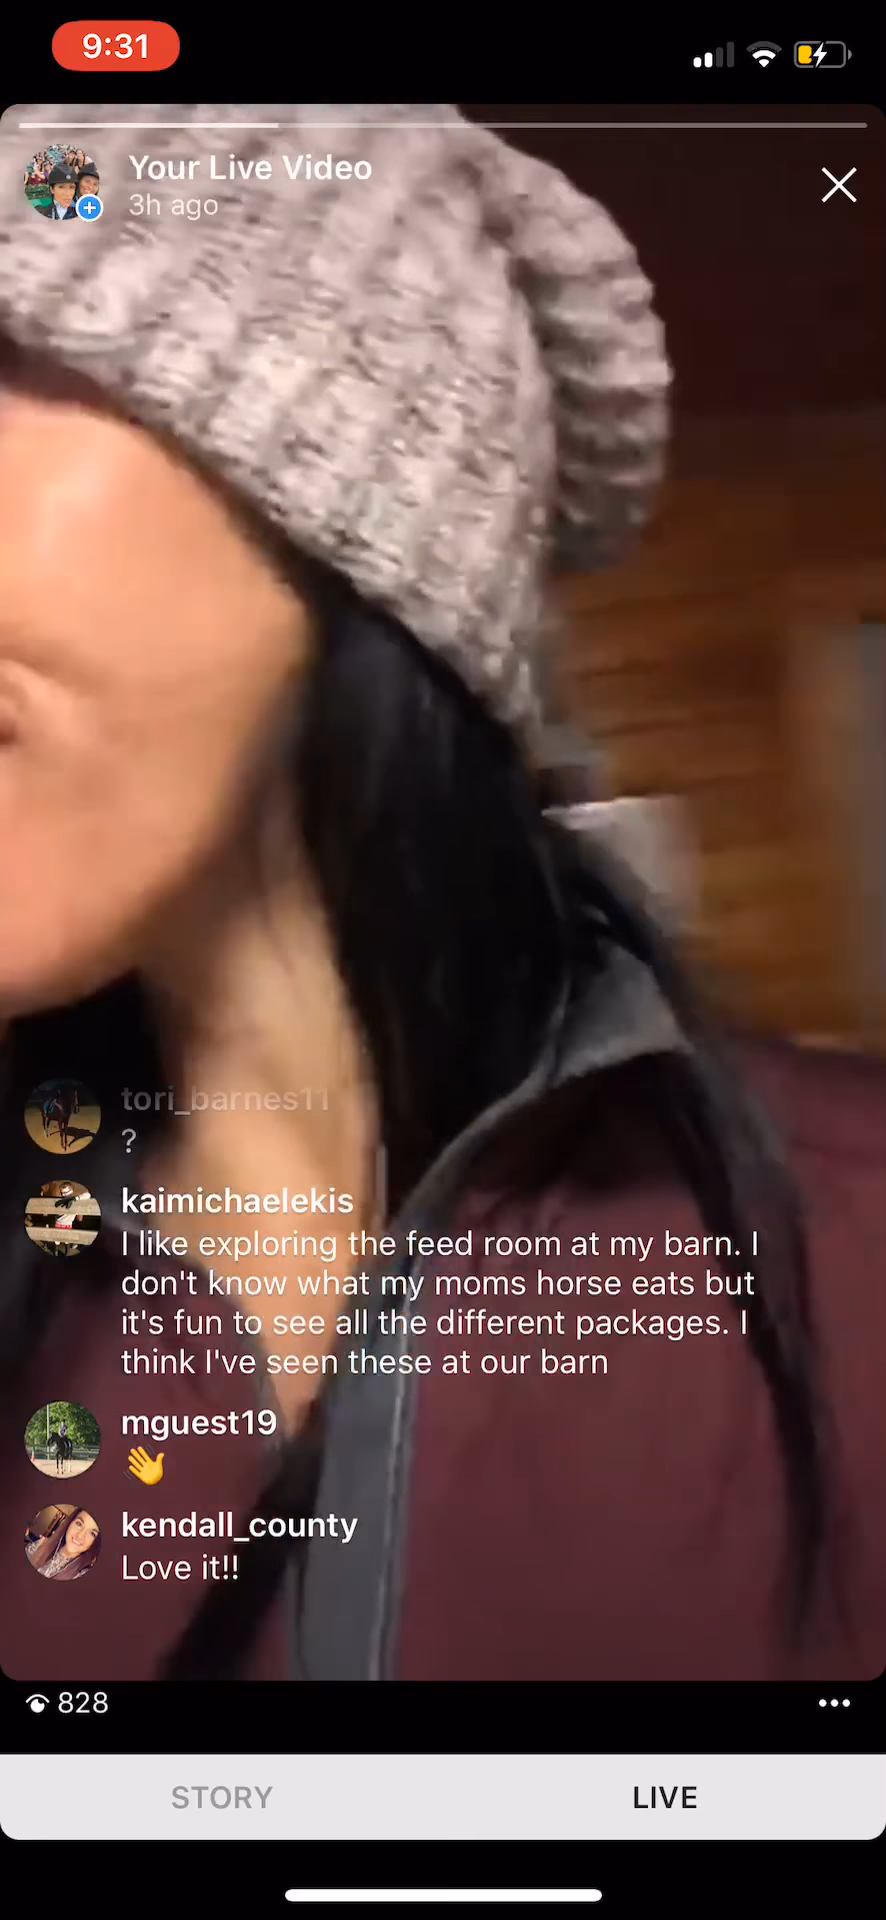 9:31
Your Live Video
3h ago
tori_barnes11
?
kaimichaelekis
I like exploring the feed room at my barn. I
don't know what my moms horse eats but
it's fun to see all the different packages. I
think I've seen these at our barn
mguest19
👋
kendall_county
Love it!!
828
STORY
LIVE